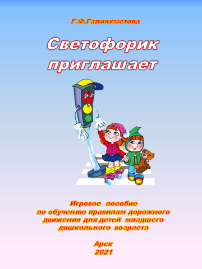 Г.Ф.Галиахметова
Светофорик
приглашает
Игровое пособие
по обучению правилам дорожного
движения для детей младшего
дошкольного возраста
Арск
2021